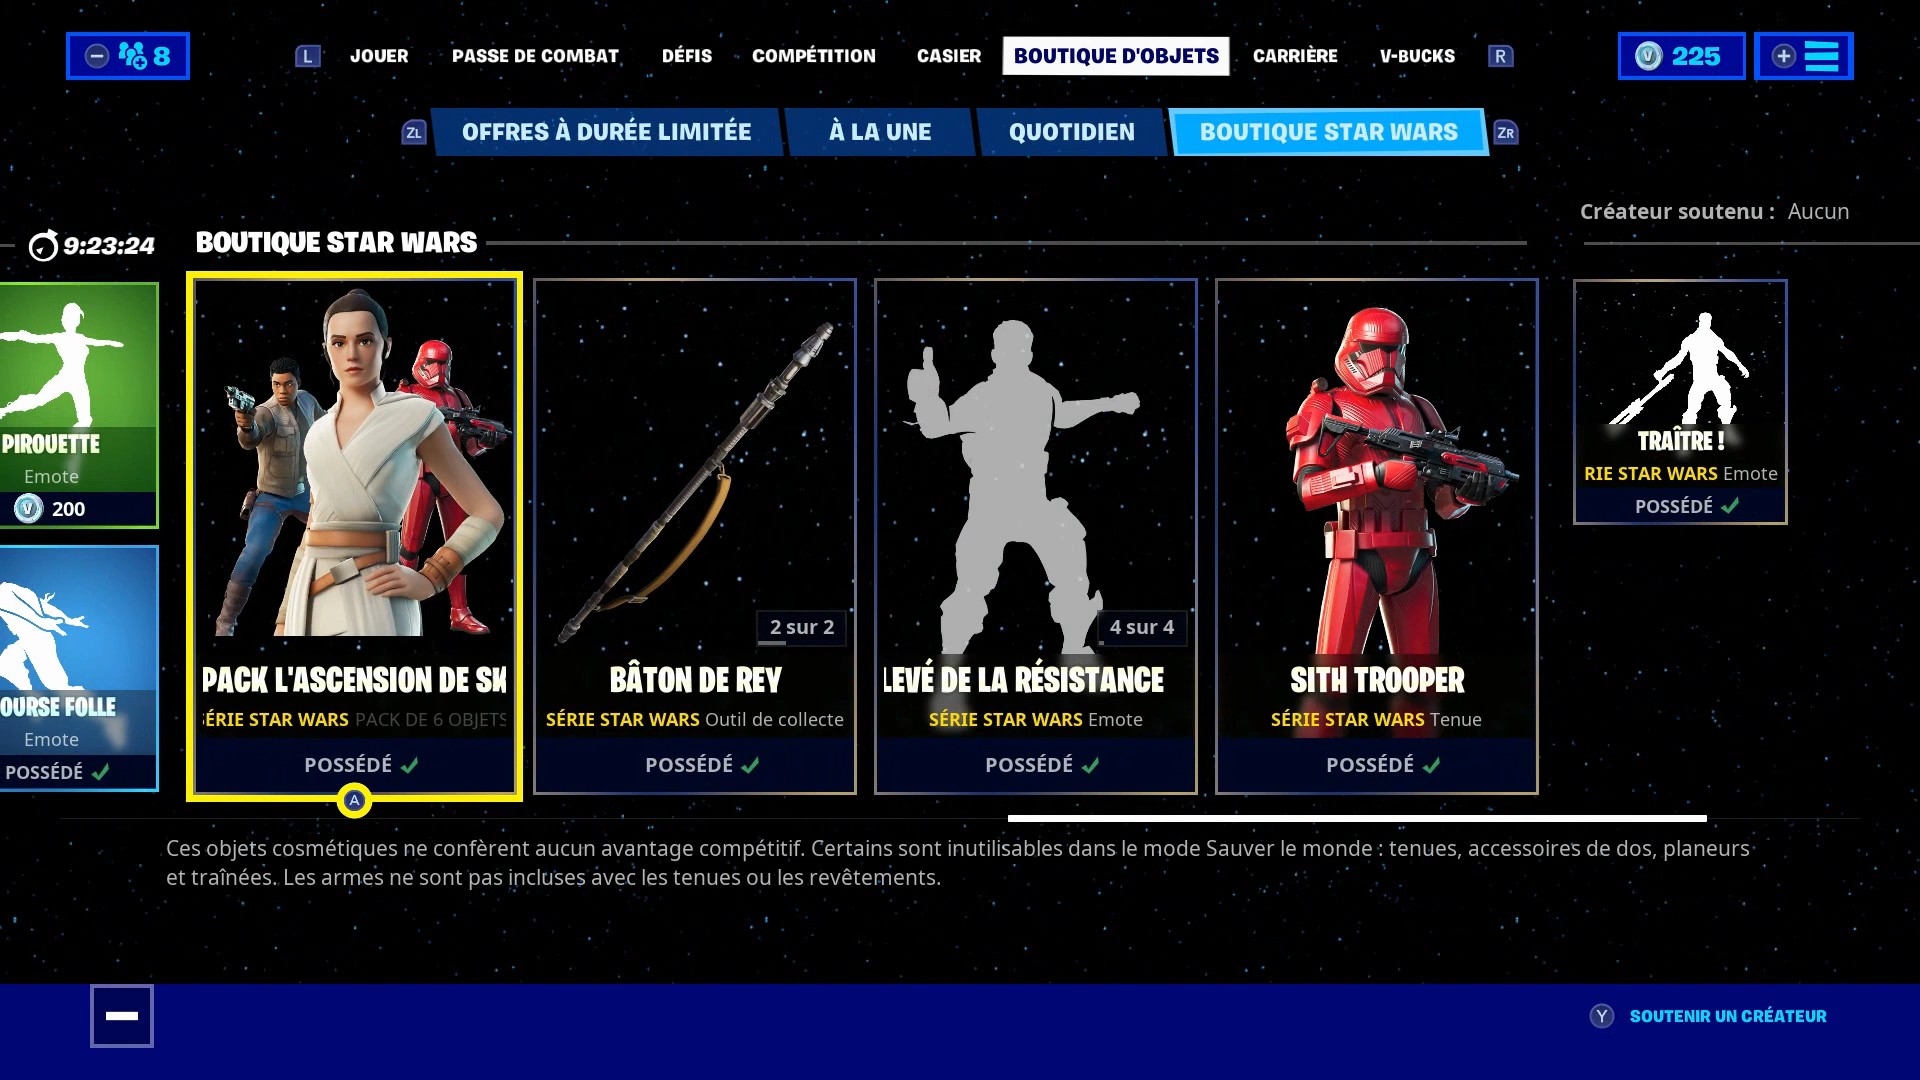 8
L
JOUER
PASSE DE COMBAT
DÉFIS
COMPÉTITION
CASIER
BOUTIQUE D'OBJETS
CARRIÈRE
V-BUCKS
R
225
ZL
OFFRES À DURÉE LIMITÉE
À LA UNE
QUOTIDIEN
BOUTIQUE STAR WARS
ZR
Créateur soutenu : Aucun
9:23:24
BOUTIQUE STAR WARS
PIROUETTE
Emote
200
OURSE FOLLE
Emote
POSSÉDÉ
PACK L'ASCENSION DE SK
SÉRIE STAR WARS PACK DE 6 OBJETS
POSSÉDÉ
A
2 sur 2
BÂTON DE REY
SÉRIE STAR WARS Outil de collecte
POSSÉDÉ
4 sur 4
LEVÉ DE LA RÉSISTANCE
SÉRIE STAR WARS Emote
POSSÉDÉ
SITH TROOPER
SÉRIE STAR WARS Tenue
POSSÉDÉ
TRAÎTRE !
RIE STAR WARS Emote
POSSÉDÉ
Ces objets cosmétiques ne confèrent aucun avantage compétitif. Certains sont inutilisables dans le mode Sauver le monde : tenues, accessoires de dos, planeurs
et traînées. Les armes ne sont pas incluses avec les tenues ou les revêtements.
Y SOUTENIR UN CRÉATEUR